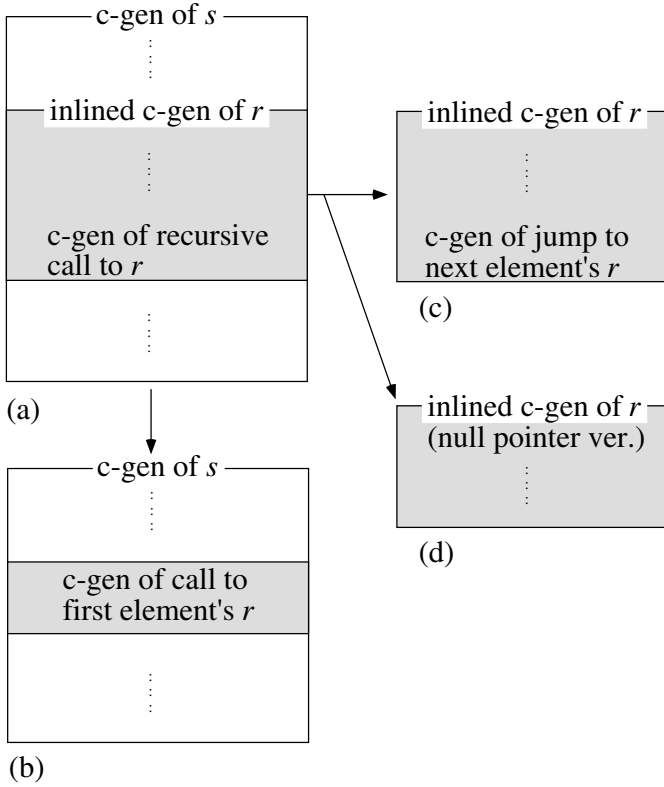 c-gen of s
inlined c-gen of r
c-gen of recursive
call to r
(a)
c-gen of s
c-gen of call to
first element's r
(b)
inlined c-gen of r
c-gen of jump to
next element's r
(c)
inlined c-gen of r
(null pointer ver.)
(d)